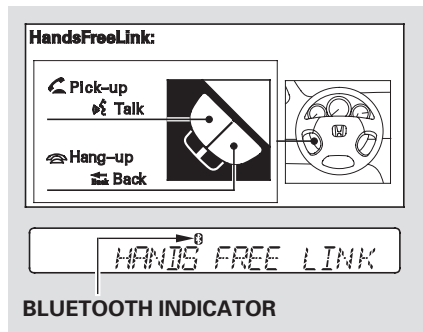 HandsFreeLink:
Pick-up
Talk
Hang-up
Back
HANDS FREE LINK
BLUETOOTH INDICATOR